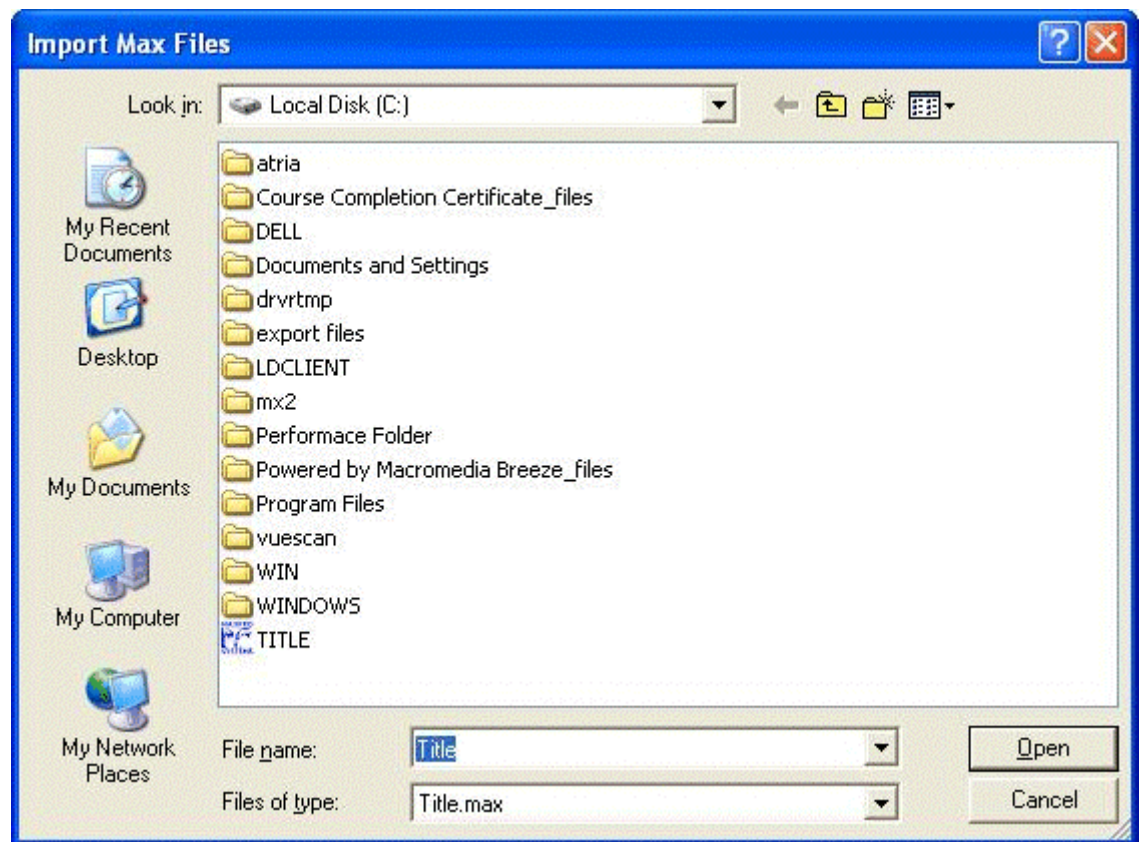 Import Max Files
Look in:
Local Disk (C:)
My Recent
Documents
Desktop
My Documents
My Computer
My Network
Places
atria
Course Completion Certificate_files
DELL
Documents and Settings
drvrtmp
export files
LDCLIENT
mx2
Performace Folder
Powered by Macromedia Breeze_files
Program Files
vuescan
WIN
WINDOWS
TITLE
File name:
Title
Open
Files of type:
Title.max
Cancel